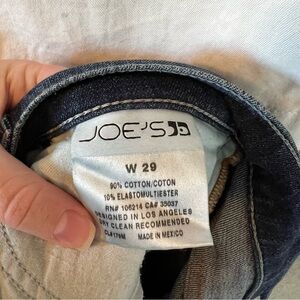 JOE'S
W 29
90% COTTON/COTON
10% ELASTOMULTIESTER
RN# 106214 CA# 35037
DESIGNED IN LOS ANGELES
DRY CLEAN RECOMMENDED
MADE IN MEXICO